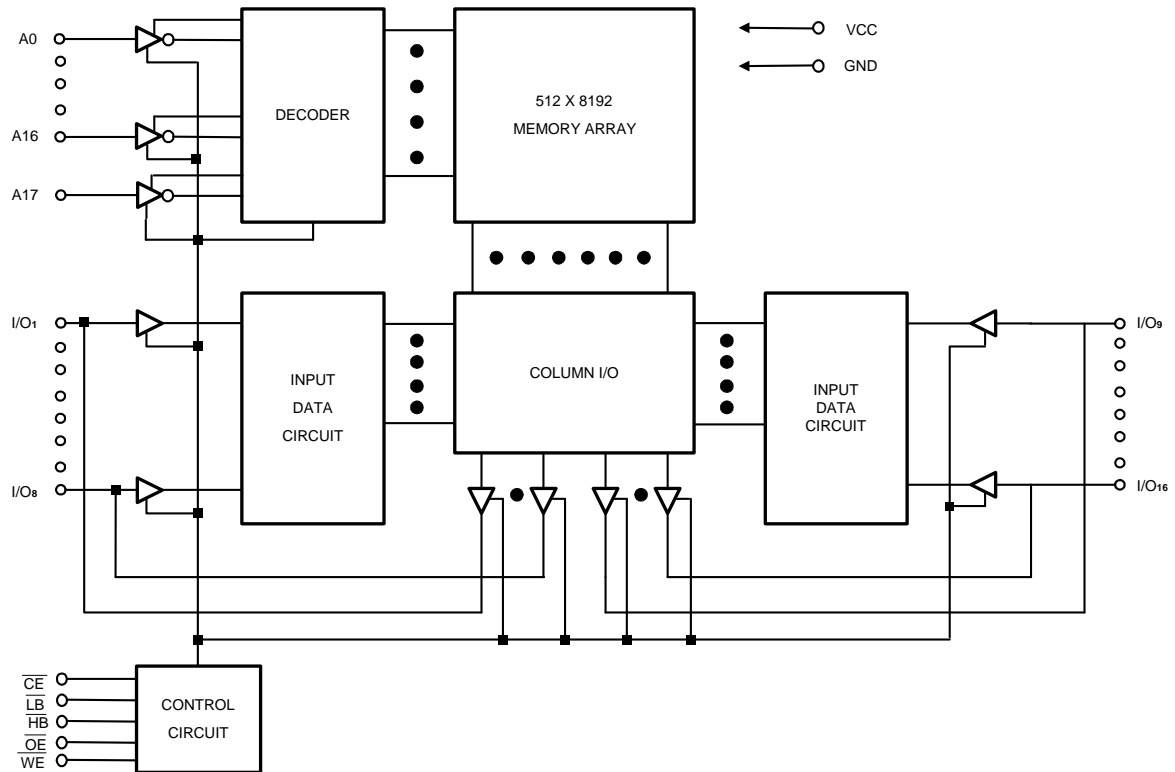 A0
A16
A17
DECODER
512 X 8192
MEMORY ARRAY
VCC
GND
I/O1
I/O8
INPUT
DATA
CIRCUIT
COLUMN I/O
INPUT
DATA
CIRCUIT
I/O9
I/O16
CE
LB
HB
OE
WE
CONTROL
CIRCUIT